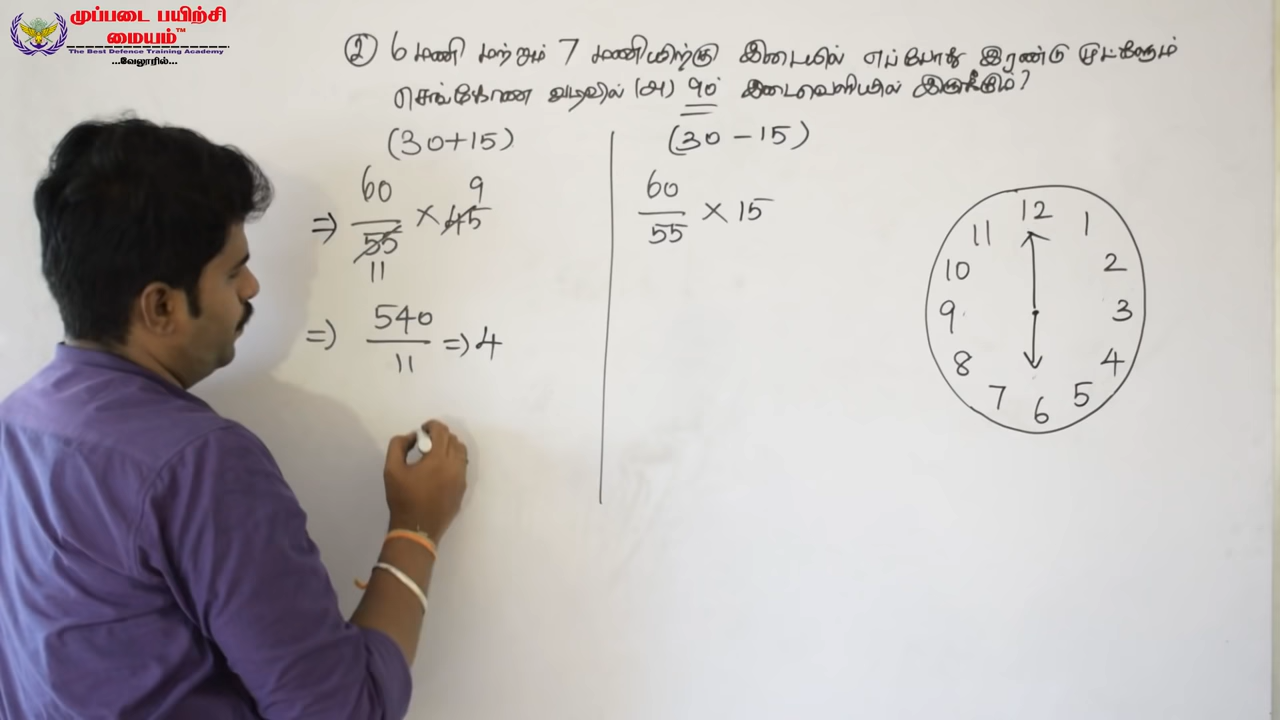 முப்படை பயிற்சி
மையம்™
The Best Defence Training Academy
...வேலூரில்...
② 6 மணி மற்றும் 7 மணியிற்கு இடையில் எப்போது இரண்டு முட்களும்
செங்கோண வடிவில் (அ) 90° இடைவெளியில் இருக்கும்?
(30+15)
(30-15)
⇒ 60/55 × 45 9
11
60/55 × 15
⇒ 540/11 ⇒ 4
12
11 1
10 2
9 3
8 4
7 5
6